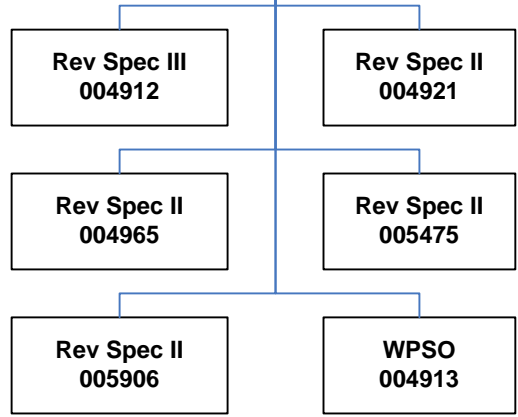 Rev Spec III
004912
Rev Spec II
004921
Rev Spec II
004965
Rev Spec II
005475
Rev Spec II
005906
WPSO
004913